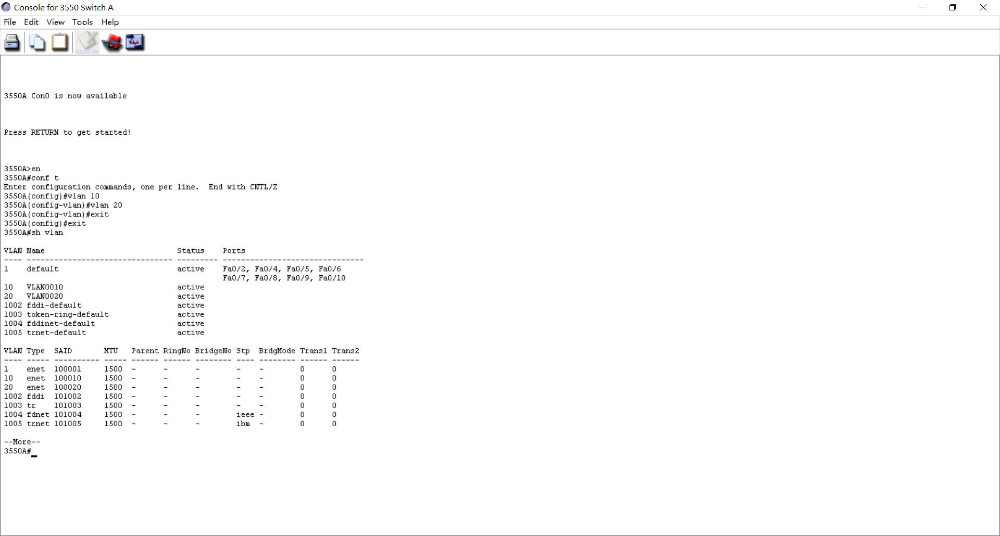 Console for 3550 Switch A
File Edit View Tools Help
Grade Me
3550A Con0 is now available
Press RETURN to get started!
3550A>en
3550A#conf t
Enter configuration commands, one per line.  End with CNTL/Z
3550A(config)#vlan 10
3550A(config-vlan)#vlan 20
3550A(config-vlan)#exit
3550A(config)#exit
3550A#sh vlan
VLAN Name                             Status    Ports
---- -------------------------------- --------- -------------------------------
1    default                          active    Fa0/2, Fa0/4, Fa0/5, Fa0/6
                                                Fa0/7, Fa0/8, Fa0/9, Fa0/10
10   VLAN0010                         active
20   VLAN0020                         active
1002 fddi-default                     active
1003 token-ring-default               active
1004 fddinet-default                  active
1005 trnet-default                    active
VLAN Type  SAID       MTU   Parent RingNo BridgeNo Stp  BrdgMode Trans1 Trans2
---- ----- ---------- ----- ------ ------ -------- ---- -------- ------ ------
1    enet  100001     1500  -      -      -        -    -        0      0
10   enet  100010     1500  -      -      -        -    -        0      0
20   enet  100020     1500  -      -      -        -    -        0      0
1002 fddi  101002     1500  -      -      -        -    -        0      0
1003 tr    101003     1500  -      -      -        -    -        0      0
1004 fdnet 101004     1500  -      -      -        ieee -        0      0
1005 trnet 101005     1500  -      -      -        ibm  -        0      0
--More--
3550A#